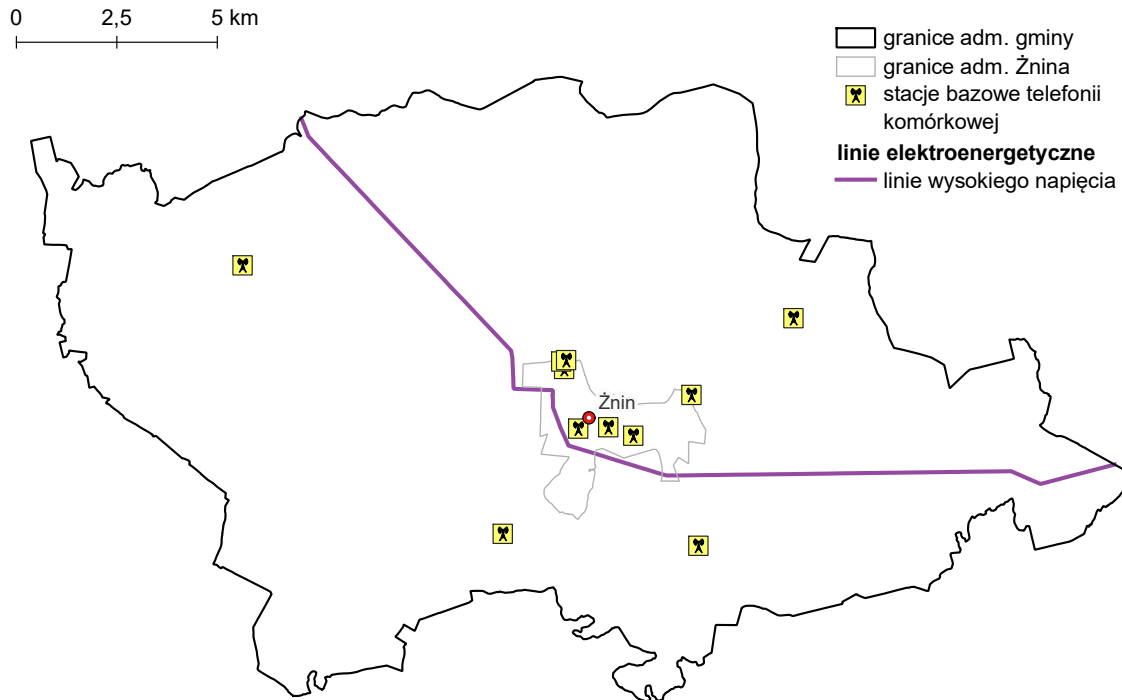 0 2,5 5 km
granice adm. gminy
granice adm. Żnina
stacje bazowe telefonii
komórkowej
linie elektroenergetyczne
linie wysokiego napięcia
Żnin